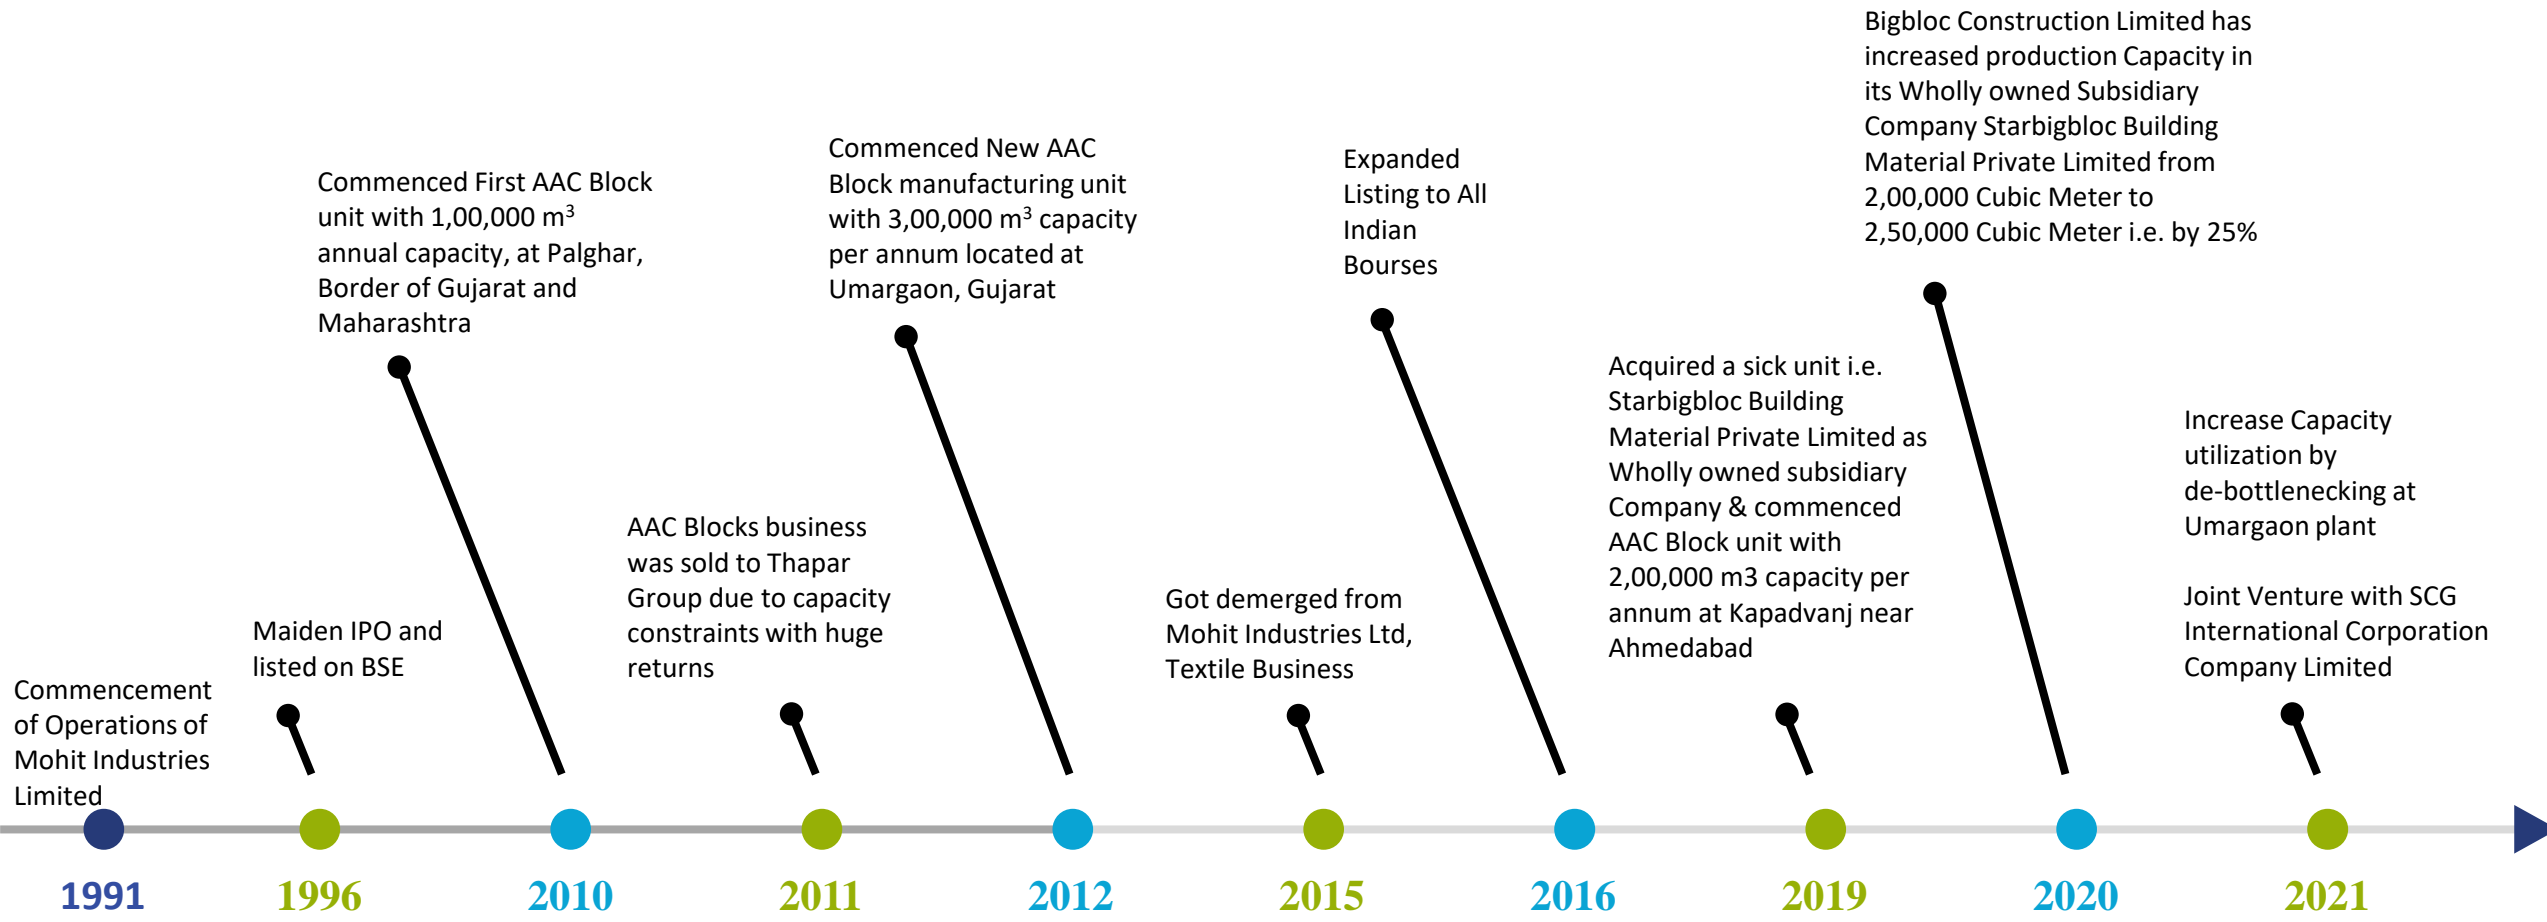 Commencement
of Operations of
Mohit Industries
Limited
Maiden IPO and
listed on BSE
Commenced First AAC Block
unit with 1,00,000 m³
annual capacity, at Palghar,
Border of Gujarat and
Maharashtra
AAC Blocks business
was sold to Thapar
Group due to capacity
constraints with huge
returns
Commenced New AAC
Block manufacturing unit
with 3,00,000 m³ capacity
per annum located at
Umargaon, Gujarat
Got demerged from
Mohit Industries Ltd,
Textile Business
Expanded
Listing to All
Indian
Bourses
Acquired a sick unit i.e.
Starbigbloc Building
Material Private Limited as
Wholly owned subsidiary
Company & commenced
AAC Block unit with
2,00,000 m3 capacity per
annum at Kapadvanj near
Ahmedabad
Bigbloc Construction Limited has
increased production Capacity in
its Wholly owned Subsidiary
Company Starbigbloc Building
Material Private Limited from
2,00,000 Cubic Meter to
2,50,000 Cubic Meter i.e. by 25%
Increase Capacity
utilization by
de-bottlenecking at
Umargaon plant
Joint Venture with SCG
International Corporation
Company Limited
1991 1996 2010 2011 2012 2015 2016 2019 2020 2021